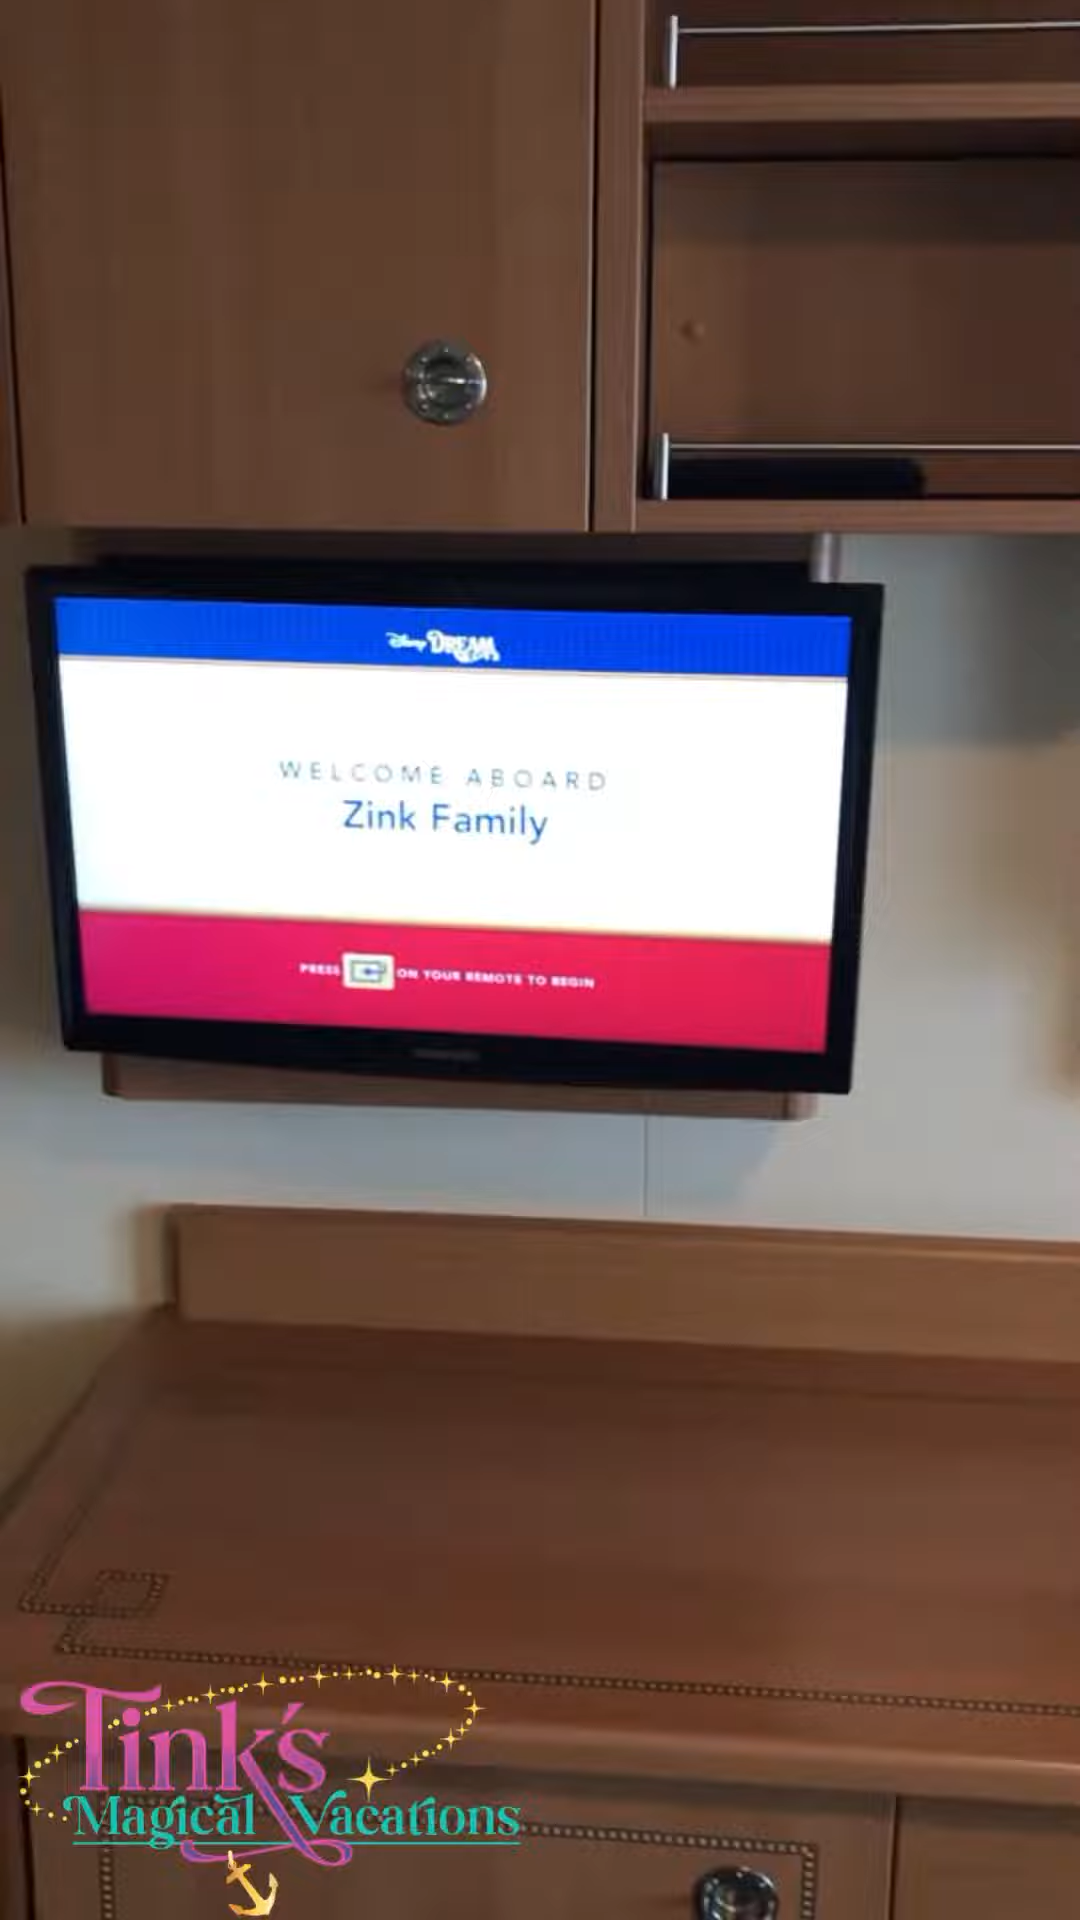 Disney DREAM
WELCOME ABOARD
Zink Family
PRESS ON YOUR REMOTE TO BEGIN
Tink's
Magical Vacations